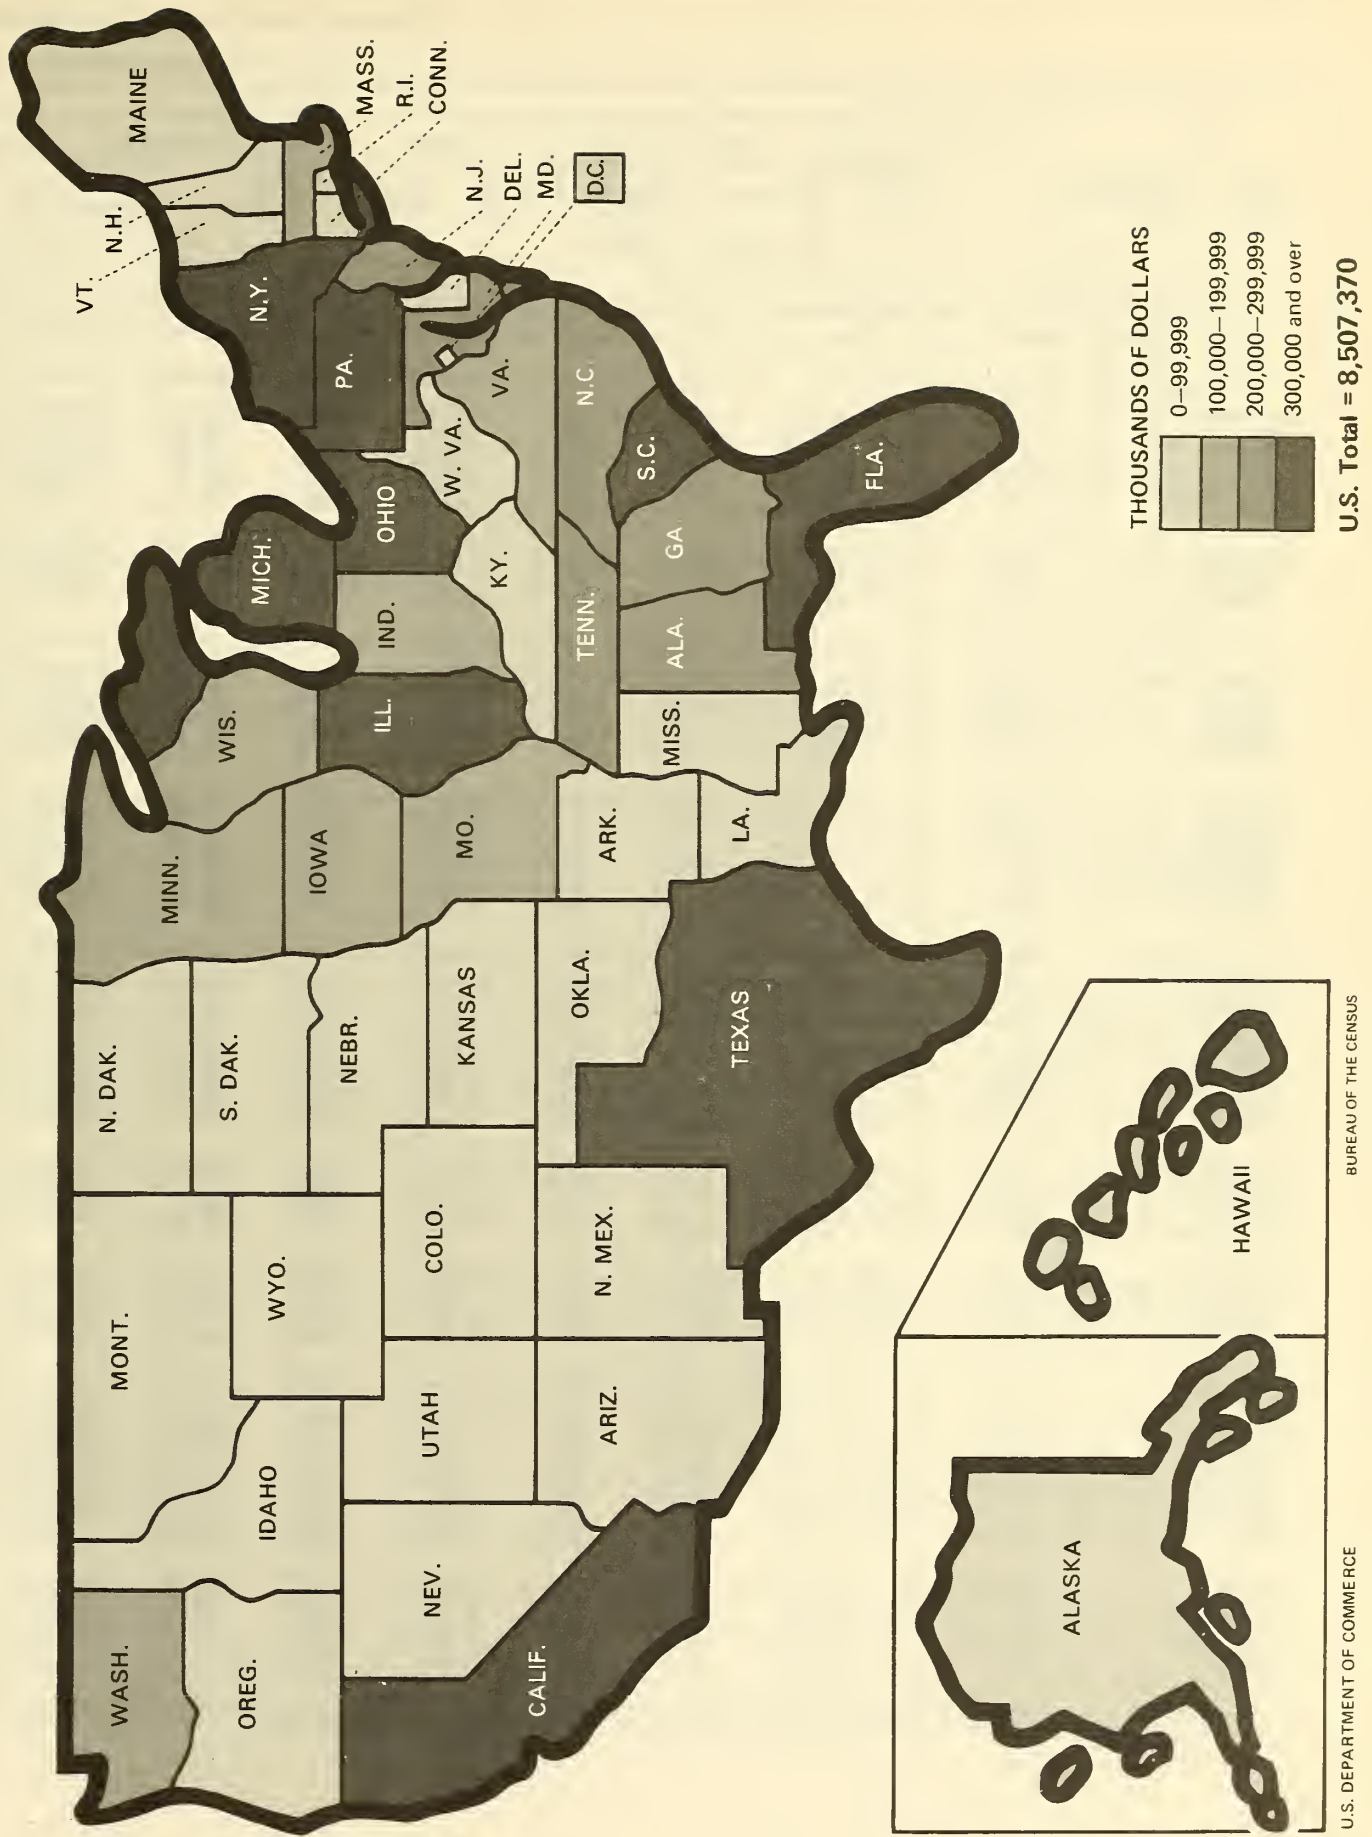 WASH.
OREG.
CALIF.
NEV.
IDAHO
MONT.
WYO.
UTAH
ARIZ.
COLO.
N. MEX.
N. DAK.
S. DAK.
NEBR.
KANSAS
OKLA.
TEXAS
MINN.
IOWA
MO.
ARK.
LA.
WIS.
ILL.
MISS.
MICH.
IND.
OHIO
KY.
TENN.
ALA.
GA.
FLA.
S.C.
N.C.
VA.
W. VA.
PA.
N.Y.
VT.
N.H.
MAINE
MASS.
R.I.
CONN.
N.J.
DEL.
MD.
D.C.
ALASKA
HAWAII
THOUSANDS OF DOLLARS
0–99,999
100,000–199,999
200,000–299,999
300,000 and over
U.S. Total = 8,507,370
U.S. DEPARTMENT OF COMMERCE
BUREAU OF THE CENSUS